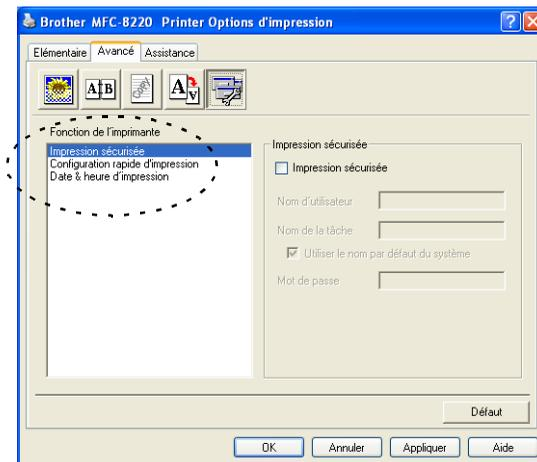 Brother MFC-8220 Printer Options d'impression
Elémentaire Avancé Assistance
A B
A A
Fonction de l'imprimante
Impression sécurisée
Configuration rapide d'impression
Date & heure d'impression
Impression sécurisée
Impression sécurisée
Nom d'utilisateur
Nom de la tâche
Utiliser le nom par défaut du système
Mot de passe
Défaut
OK Annuler Appliquer Aide